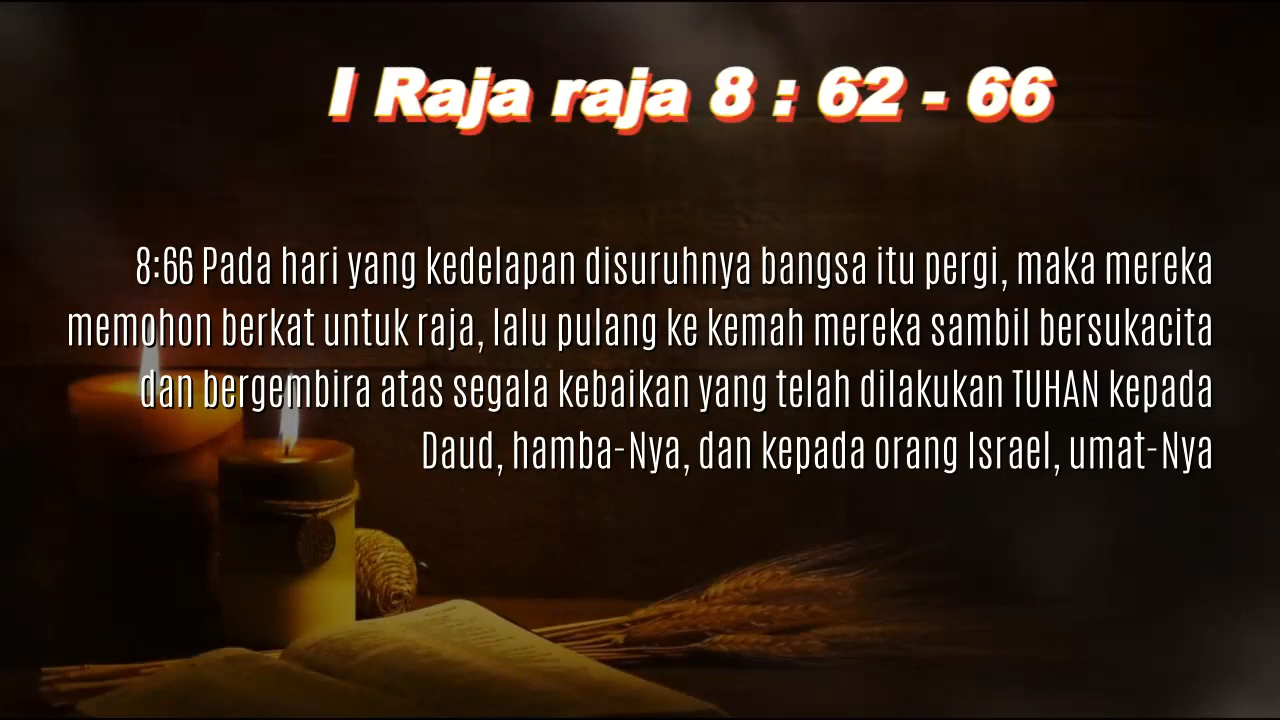 I Raja raja 8 : 62 - 66
8:66 Pada hari yang kedelapan disuruhnya bangsa itu pergi, maka mereka
memohon berkat untuk raja, lalu pulang ke kemah mereka sambil bersukacita
dan bergembira atas segala kebaikan yang telah dilakukan TUHAN kepada
Daud, hamba-Nya, dan kepada orang Israel, umat-Nya